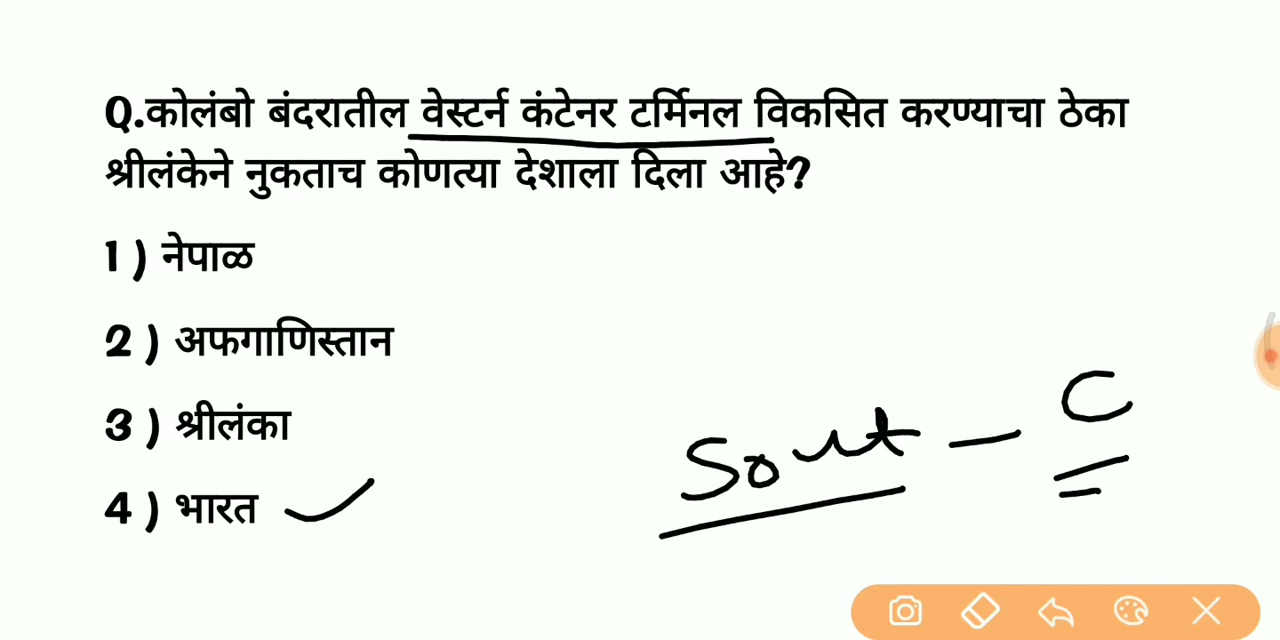 Q.कोलंबो बंदरातील वेस्टर्न कंटेनर टर्मिनल विकसित करण्याचा ठेका
श्रीलंकेने नुकताच कोणत्या देशाला दिला आहे?
1 ) नेपाळ
2 ) अफगाणिस्तान
3 ) श्रीलंका
4 ) भारत
Sout - C